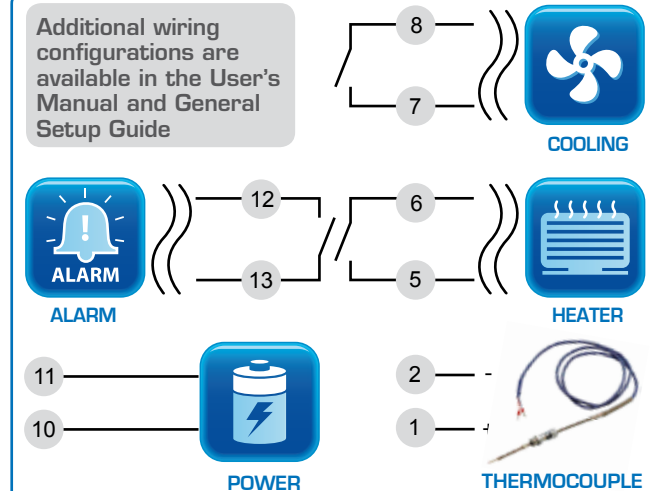 Additional wiring
configurations are
available in the User's
Manual and General
Setup Guide
8
7
COOLING
12
13
6
5
ALARM
ALARM
HEATER
11
10
POWER
2 -
1 +
THERMOCOUPLE